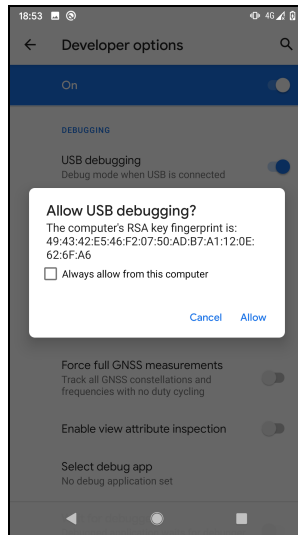 18:53 4G
Developer options
On
DEBUGGING
USB debugging
Debug mode when USB is connected
Allow USB debugging?
The computer's RSA key fingerprint is:
49:43:42:E5:46:F2:07:50:AD:B7:A1:12:0E:
62:6F:A6
Always allow from this computer
Cancel Allow
Force full GNSS measurements
Track all GNSS constellations and
frequencies with no duty cycling
Enable view attribute inspection
Select debug app
No debug application set